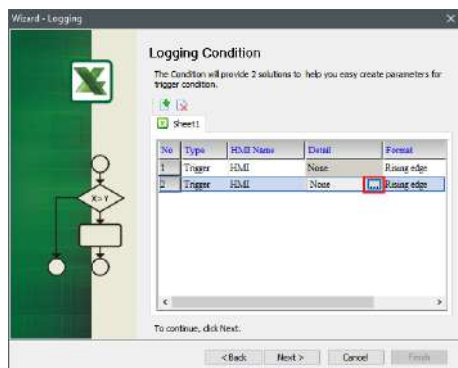 Wizard - Logging
Logging Condition
The Condition will provide 2 solutions to help you easy create parameters for
trigger condition.
Sheet1
No Type HMI Name Detail Format
1 Trigger HMI None Rising edge
2 Trigger HMI None ... Rising edge
X>Y
To continue, click Next.
< Back Next > Cancel Finish